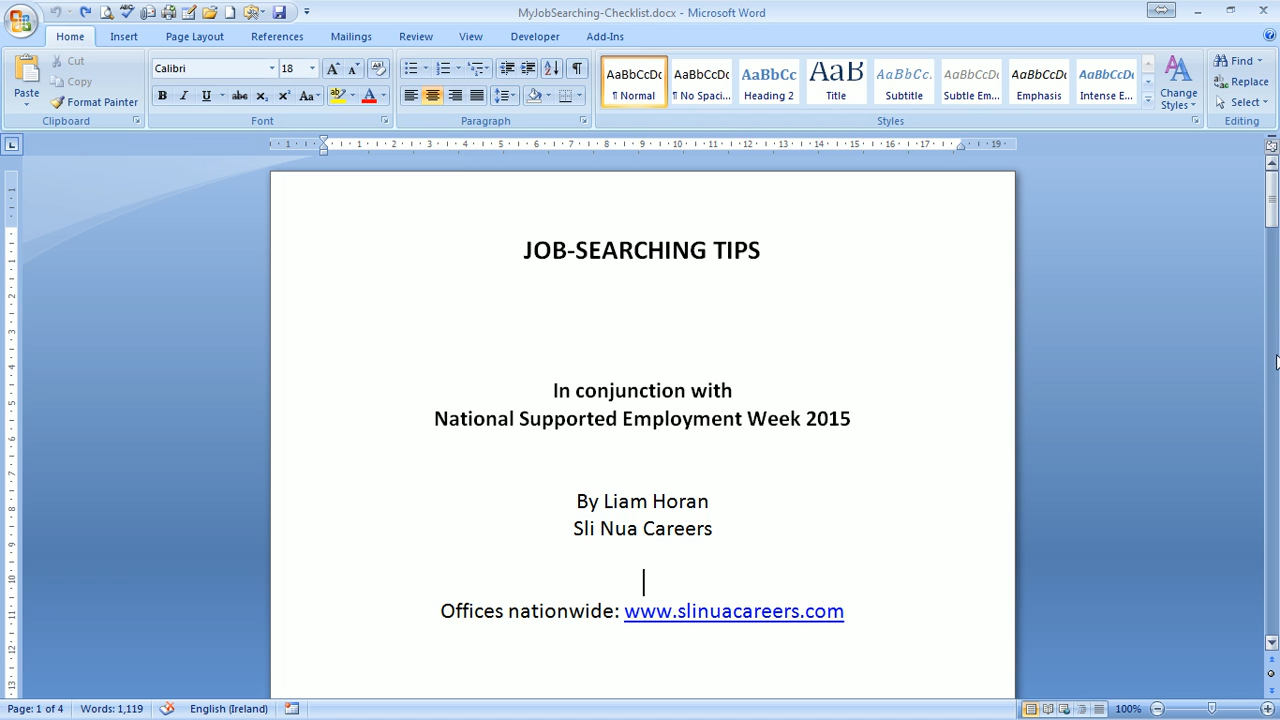 MyJobSearching-Checklist.docx - Microsoft Word
Home Insert Page Layout References Mailings Review View Developer Add-Ins
Cut
Copy
Format Painter
Paste
Clipboard
Calibri 18
Font
Paragraph
AaBbCcDc AaBbCcDc AaBbCc AaB AaBbCc. AaBbCcDc AaBbCcDc AaBbCcDc
¶ Normal ¶ No Spaci... Heading 2 Title Subtitle Subtle Em... Emphasis Intense E...
Change Styles
Styles
Find
Replace
Select
Editing
JOB-SEARCHING TIPS
In conjunction with
National Supported Employment Week 2015
By Liam Horan
Sli Nua Careers
Offices nationwide: www.slinuacareers.com
Page: 1 of 4 Words: 1,119 English (Ireland) 100%